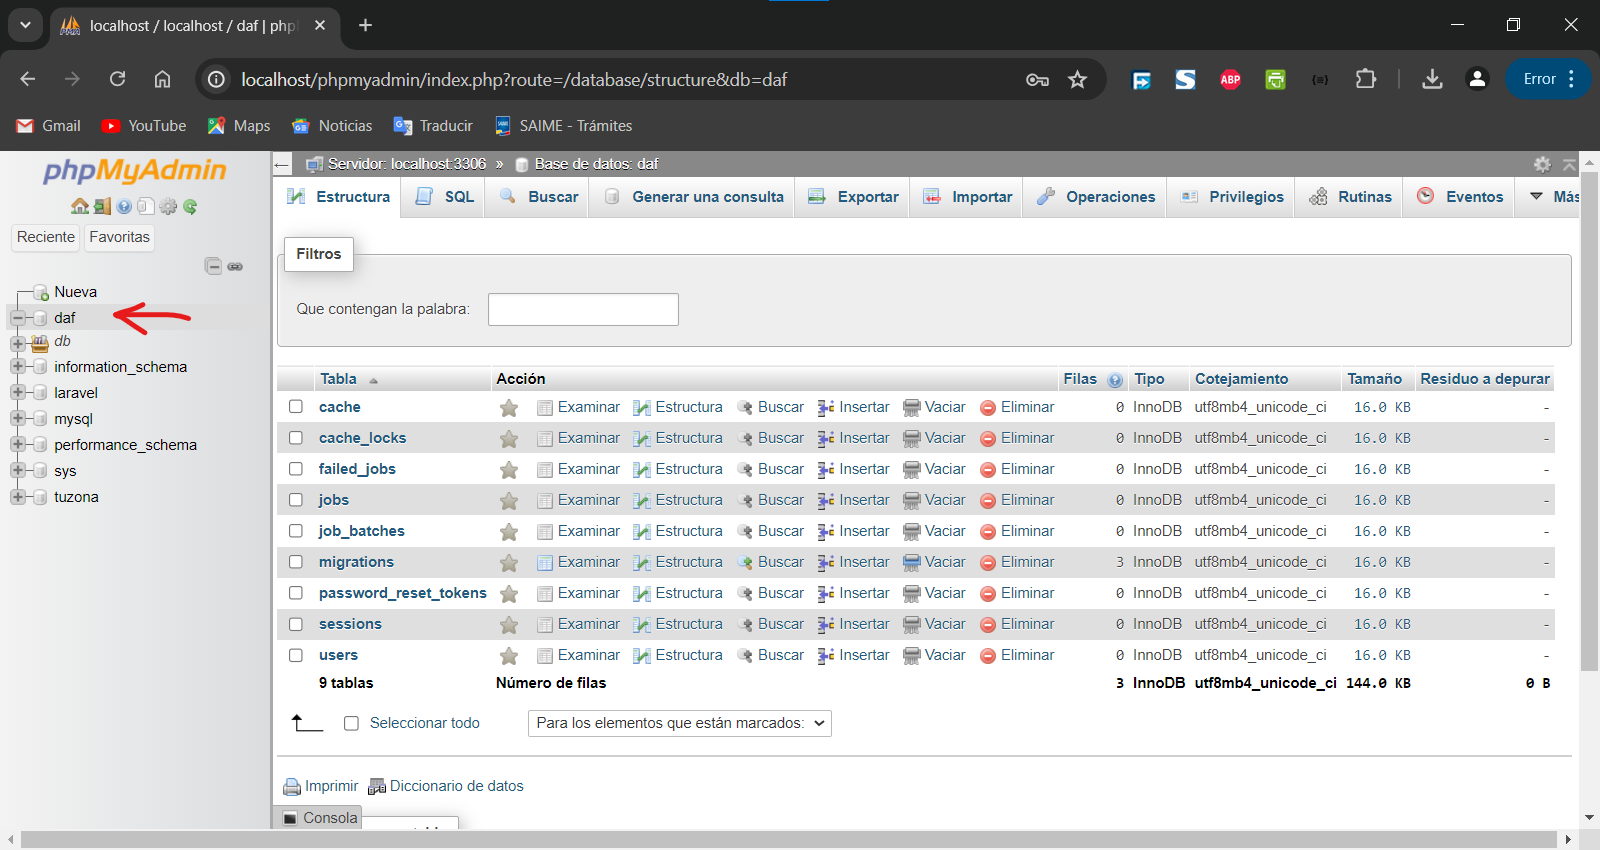 localhost / localhost / daf | php
localhost/phpmyadmin/index.php?route=/database/structure&db=daf
ABP
Error
Gmail
YouTube
Maps
Noticias
Traducir
SAIME - Trámites
phpMyAdmin
Reciente
Favoritas
Nueva
daf
db
information_schema
laravel
mysql
performance_schema
sys
tuzona
Servidor: localhost:3306 » Base de datos: daf
Estructura SQL Buscar Generar una consulta Exportar Importar Operaciones Privilegios Rutinas Eventos Más
Filtros
Que contengan la palabra:
Tabla Acción Filas Tipo Cotejamiento Tamaño Residuo a depurar
cache Examinar Estructura Buscar Insertar Vaciar Eliminar 0 InnoDB utf8mb4_unicode_ci 16.0 KB -
cache_locks Examinar Estructura Buscar Insertar Vaciar Eliminar 0 InnoDB utf8mb4_unicode_ci 16.0 KB -
failed_jobs Examinar Estructura Buscar Insertar Vaciar Eliminar 0 InnoDB utf8mb4_unicode_ci 16.0 KB -
jobs Examinar Estructura Buscar Insertar Vaciar Eliminar 0 InnoDB utf8mb4_unicode_ci 16.0 KB -
job_batches Examinar Estructura Buscar Insertar Vaciar Eliminar 0 InnoDB utf8mb4_unicode_ci 16.0 KB -
migrations Examinar Estructura Buscar Insertar Vaciar Eliminar 3 InnoDB utf8mb4_unicode_ci 16.0 KB -
password_reset_tokens Examinar Estructura Buscar Insertar Vaciar Eliminar 0 InnoDB utf8mb4_unicode_ci 16.0 KB -
sessions Examinar Estructura Buscar Insertar Vaciar Eliminar 0 InnoDB utf8mb4_unicode_ci 16.0 KB -
users Examinar Estructura Buscar Insertar Vaciar Eliminar 0 InnoDB utf8mb4_unicode_ci 16.0 KB -
9 tablas Número de filas 3 InnoDB utf8mb4_unicode_ci 144.0 KB 0 B
Seleccionar todo
Para los elementos que están marcados:
Imprimir
Diccionario de datos
Consola